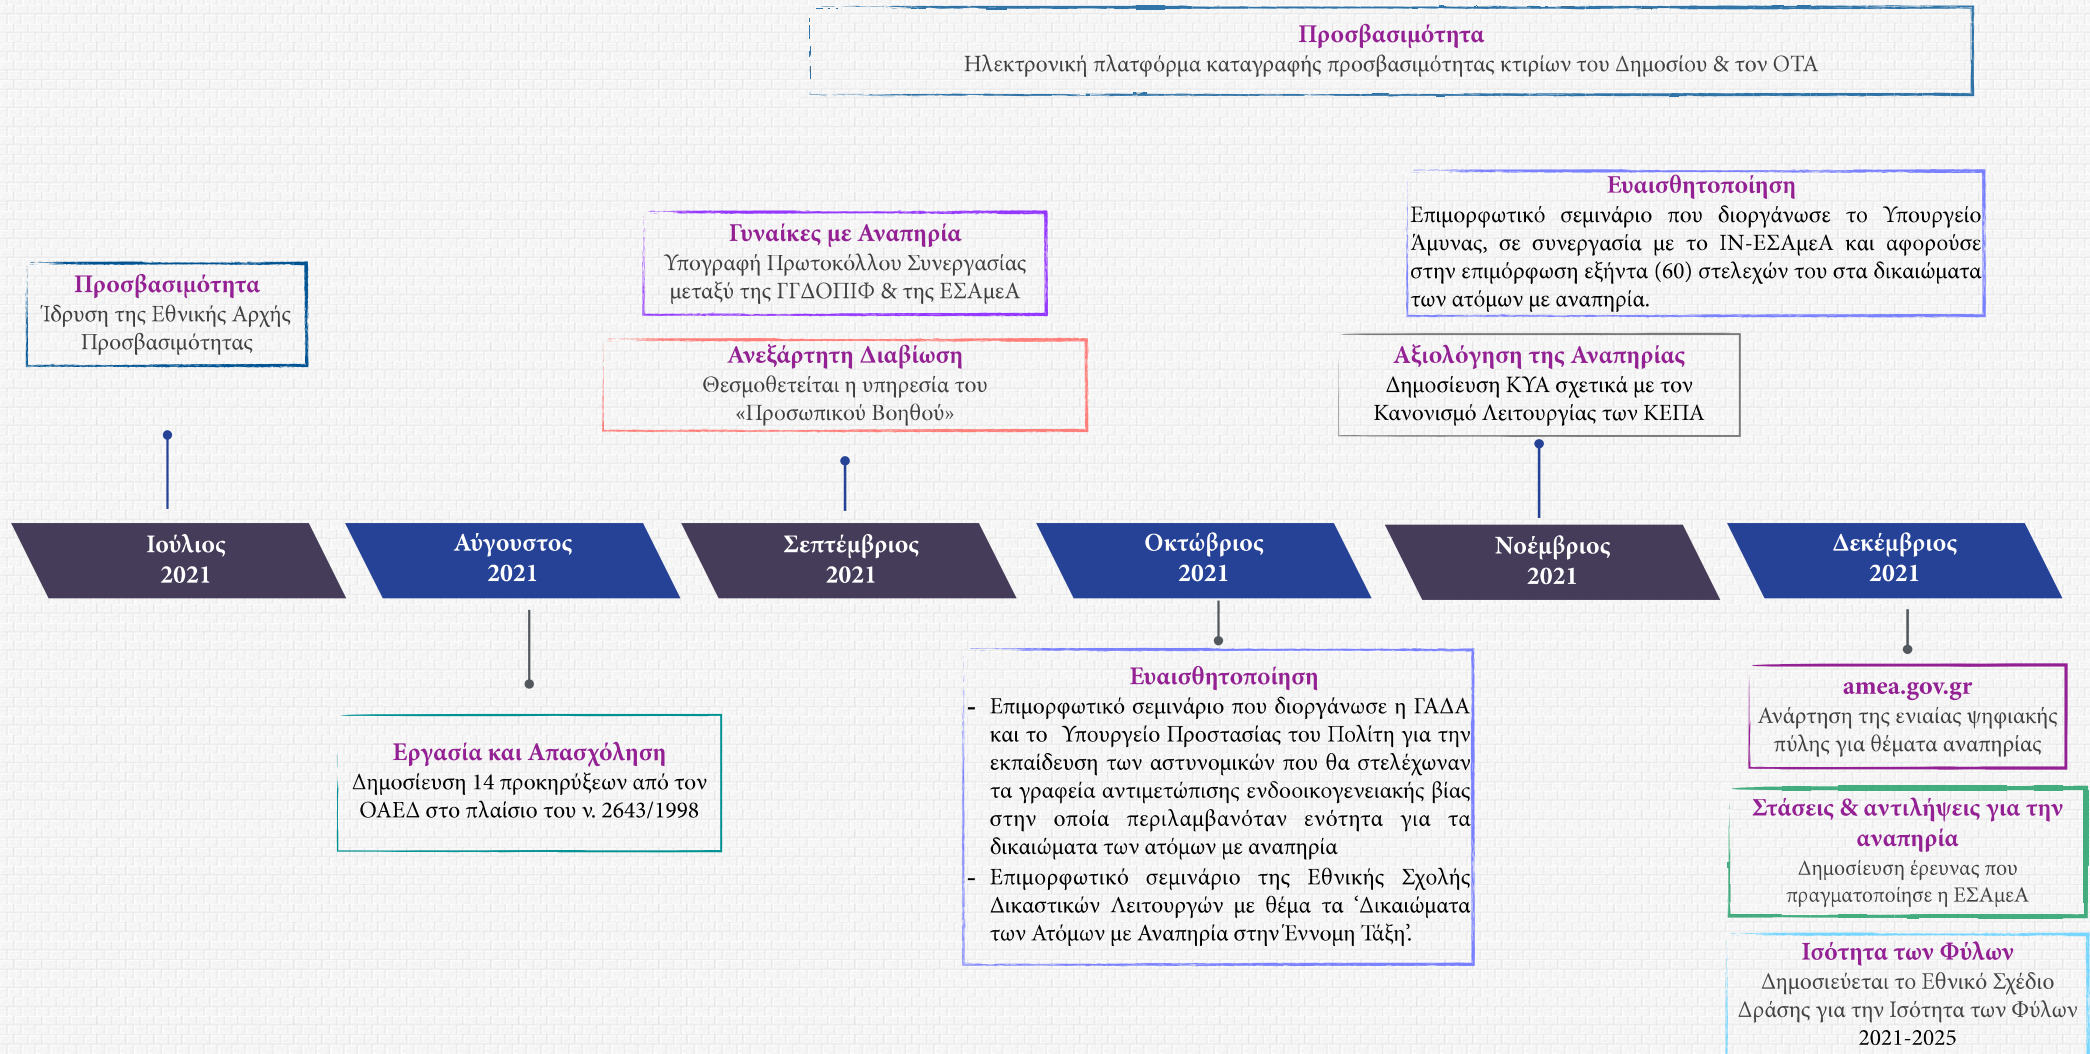 Προσβασιμότητα
Ηλεκτρονική πλατφόρμα καταγραφής προσβασιμότητας κτιρίων του Δημοσίου & τον ΟΤΑ
Προσβασιμότητα
Ίδρυση της Εθνικής Αρχής
Προσβασιμότητας
Γυναίκες με Αναπηρία
Υπογραφή Πρωτοκόλλου Συνεργασίας
μεταξύ της ΓΓΔΟΠΙΦ & της ΕΣΑμεΑ
Ανεξάρτητη Διαβίωση
Θεσμοθετείται η υπηρεσία του
«Προσωπικού Βοηθού»
Ευαισθητοποίηση
Επιμορφωτικό σεμινάριο που διοργάνωσε το Υπουργείο
Άμυνας, σε συνεργασία με το ΙΝ-ΕΣΑμεΑ και αφορούσε
στην επιμόρφωση εξήντα (60) στελεχών του στα δικαιώματα
των ατόμων με αναπηρία.
Αξιολόγηση της Αναπηρίας
Δημοσίευση ΚΥΑ σχετικά με τον
Κανονισμό Λειτουργίας των ΚΕΠΑ
Ιούλιος
2021
Αύγουστος
2021
Σεπτέμβριος
2021
Οκτώβριος
2021
Νοέμβριος
2021
Δεκέμβριος
2021
Εργασία και Απασχόληση
Δημοσίευση 14 προκηρύξεων από τον
ΟΑΕΔ στο πλαίσιο του ν. 2643/1998
Ευαισθητοποίηση
- Επιμορφωτικό σεμινάριο που διοργάνωσε η ΓΑΔΑ
και το Υπουργείο Προστασίας του Πολίτη για την
εκπαίδευση των αστυνομικών που θα στελέχωναν
τα γραφεία αντιμετώπισης ενδοοικογενειακής βίας
στην οποία περιλαμβανόταν ενότητα για τα
δικαιώματα των ατόμων με αναπηρία
- Επιμορφωτικό σεμινάριο της Εθνικής Σχολής
Δικαστικών Λειτουργών με θέμα τα ‘Δικαιώματα
των Ατόμων με Αναπηρία στην Έννομη Τάξη’.
amea.gov.gr
Ανάρτηση της ενιαίας ψηφιακής
πύλης για θέματα αναπηρίας
Στάσεις & αντιλήψεις για την
αναπηρία
Δημοσίευση έρευνας που
πραγματοποίησε η ΕΣΑμεΑ
Ισότητα των Φύλων
Δημοσιεύεται το Εθνικό Σχέδιο
Δράσης για την Ισότητα των Φύλων
2021-2025